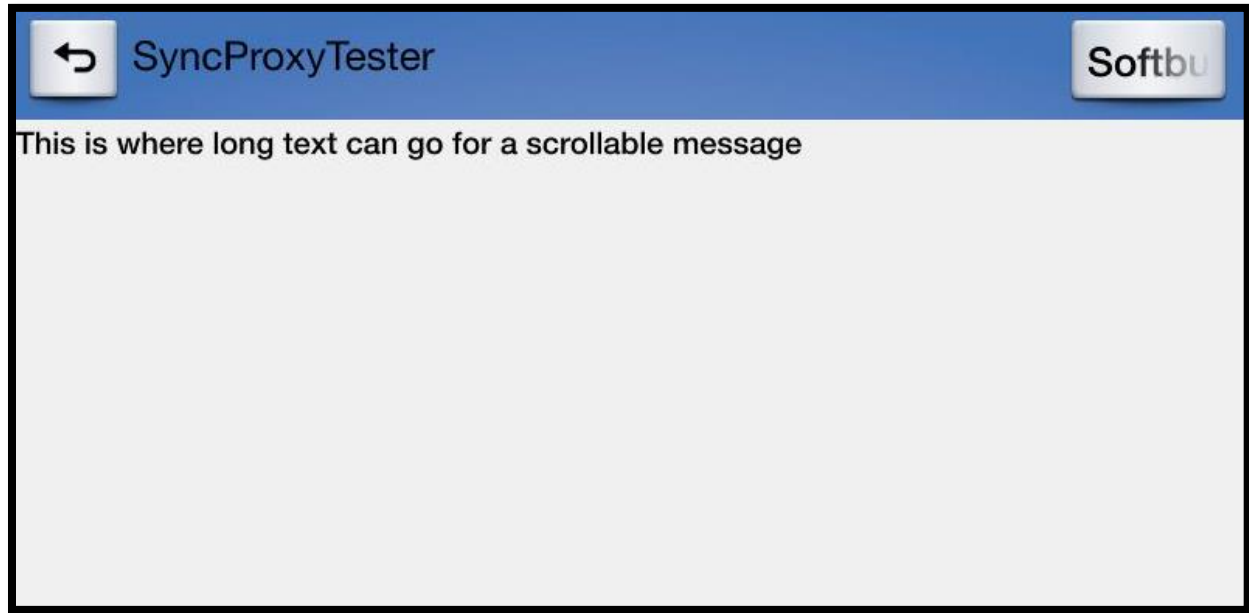 SyncProxyTester
Softbu
This is where long text can go for a scrollable message